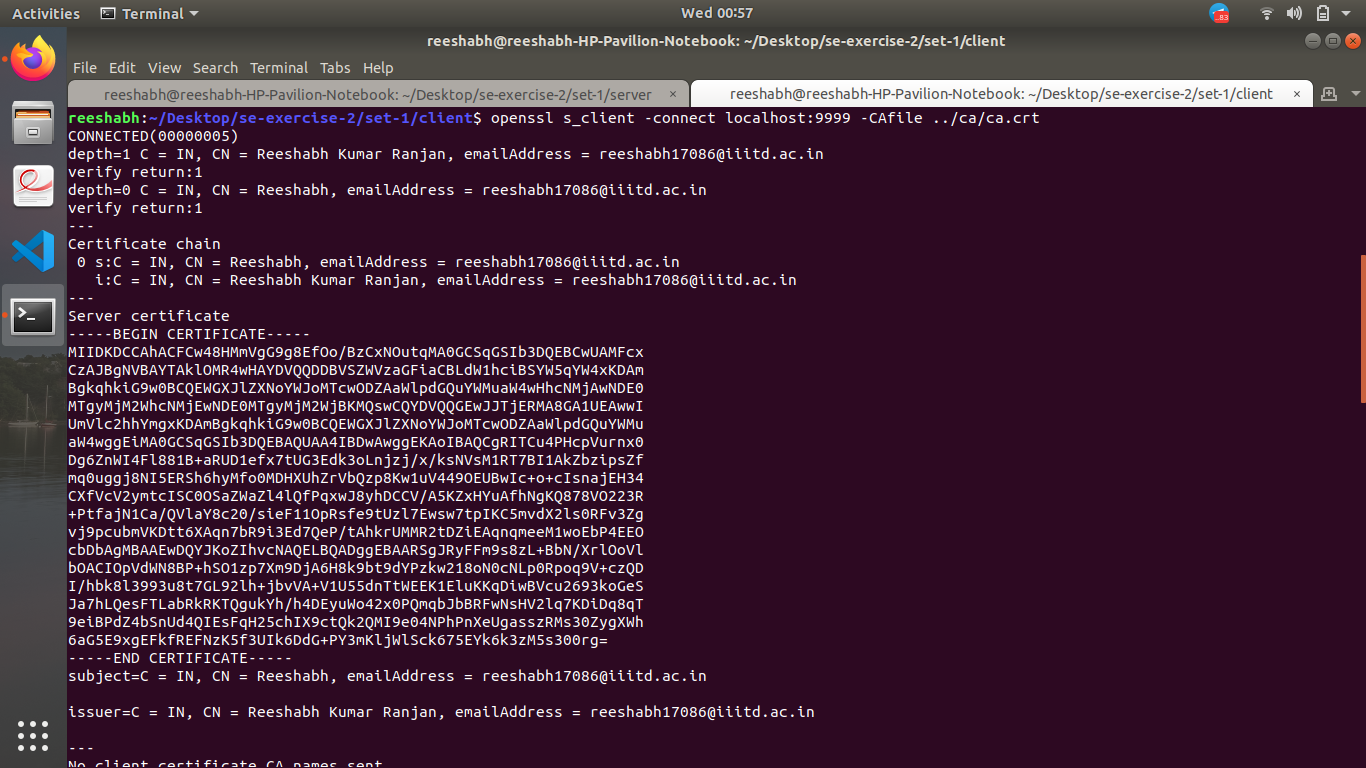 Activities Terminal Wed 00:57 .83
reeshabh@reeshabh-HP-Pavilion-Notebook: ~/Desktop/se-exercise-2/set-1/client
File Edit View Search Terminal Tabs Help
reeshabh@reeshabh-HP-Pavilion-Notebook: ~/Desktop/se-exercise-2/set-1/server × reeshabh@reeshabh-HP-Pavilion-Notebook: ~/Desktop/se-exercise-2/set-1/client ×
reeshabh:~/Desktop/se-exercise-2/set-1/client$ openssl s_client -connect localhost:9999 -CAfile ../ca/ca.crt
CONNECTED(00000005)
depth=1 C = IN, CN = Reeshabh Kumar Ranjan, emailAddress = reeshabh17086@iiitd.ac.in
verify return:1
depth=0 C = IN, CN = Reeshabh, emailAddress = reeshabh17086@iiitd.ac.in
verify return:1
---
Certificate chain
 0 s:C = IN, CN = Reeshabh, emailAddress = reeshabh17086@iiitd.ac.in
   i:C = IN, CN = Reeshabh Kumar Ranjan, emailAddress = reeshabh17086@iiitd.ac.in
---
Server certificate
-----BEGIN CERTIFICATE-----
MIIDKDCCAhACFCw48HMmVgG9g8EfOo/BzCxNOutqMA0GCSqGSIb3DQEBCwUAMFcx
CzAJBgNVBAYTAklOMR4wHAYDVQQDDBVSZWVzaGFiaCBLdW1hciBSYW5qYW4xKDAm
BgkqhkiG9w0BCQEWGXJlZXNoYWJoMTcwODZAaWlpdGQuYWMuaW4wHhcNMjAwNDE0
MTgyMjM2WhcNMjEwNDE0MTgyMjM2WjBKMQswCQYDVQQGEwJJTjERMA8GA1UEAwwI
UmVlc2hhYmgxKDAmBgkqhkiG9w0BCQEWGXJlZXNoYWJoMTcwODZAaWlpdGQuYWMu
aW4wggEiMA0GCSqGSIb3DQEBAQUAA4IBDwAwggEKAoIBAQCgRITCu4PHcpVurnx0
Dg6ZnWI4Fl881B+aRUD1efx7tUG3Edk3oLnjzj/x/ksNVsM1RT7BI1AkZbzipsZf
mq0uggj8NI5ERSh6hyMfo0MDHXUhZrVbQzp8Kw1uV449OEUBwIc+o+cIsnajEH34
CXfVcV2ymtcISC0OSaZWaZl4lQfPqxwJ8yhDCCV/A5KZxHYuAfhNgKQ878VO223R
+PtfajN1Ca/QVlaY8c20/sieF11OpRsfe9tUzl7Ewsw7tpIKC5mvdX2ls0RFv3Zg
vj9pcubmVKDtt6XAqn7bR9i3Ed7QeP/tAhkrUMMR2tDZiEAqnqmeeM1woEbP4EEO
cbDbAgMBAAEwDQYJKoZIhvcNAQELBQADggEBAARSgJRyFFm9s8zL+BbN/XrlOoVl
bOACIOpVdWN8BP+hSO1zp7Xm9DjA6H8k9bt9dYPzkw218oN0cNLp0Rpoq9V+czQD
I/hbk8l3993u8t7GL92lh+jbvVA+V1U55dnTtWEEK1EluKKqDiwBVcu2693koGeS
Ja7hLQesFTLabRkRKTQgukYh/h4DEyuWo42x0PQmqbJbBRFwNsHV2lq7KDiDq8qT
9eiBPdZ4bSnUd4QIEsFqH25chIX9ctQk2QMI9e04NPhPnXeUgasszRMs30ZygXWh
6aG5E9xgEFkfREFNzK5f3UIk6DdG+PY3mKljWlSck675EYk6k3zM5s300rg=
-----END CERTIFICATE-----
subject=C = IN, CN = Reeshabh, emailAddress = reeshabh17086@iiitd.ac.in
issuer=C = IN, CN = Reeshabh Kumar Ranjan, emailAddress = reeshabh17086@iiitd.ac.in
---
No client certificate CA names sent